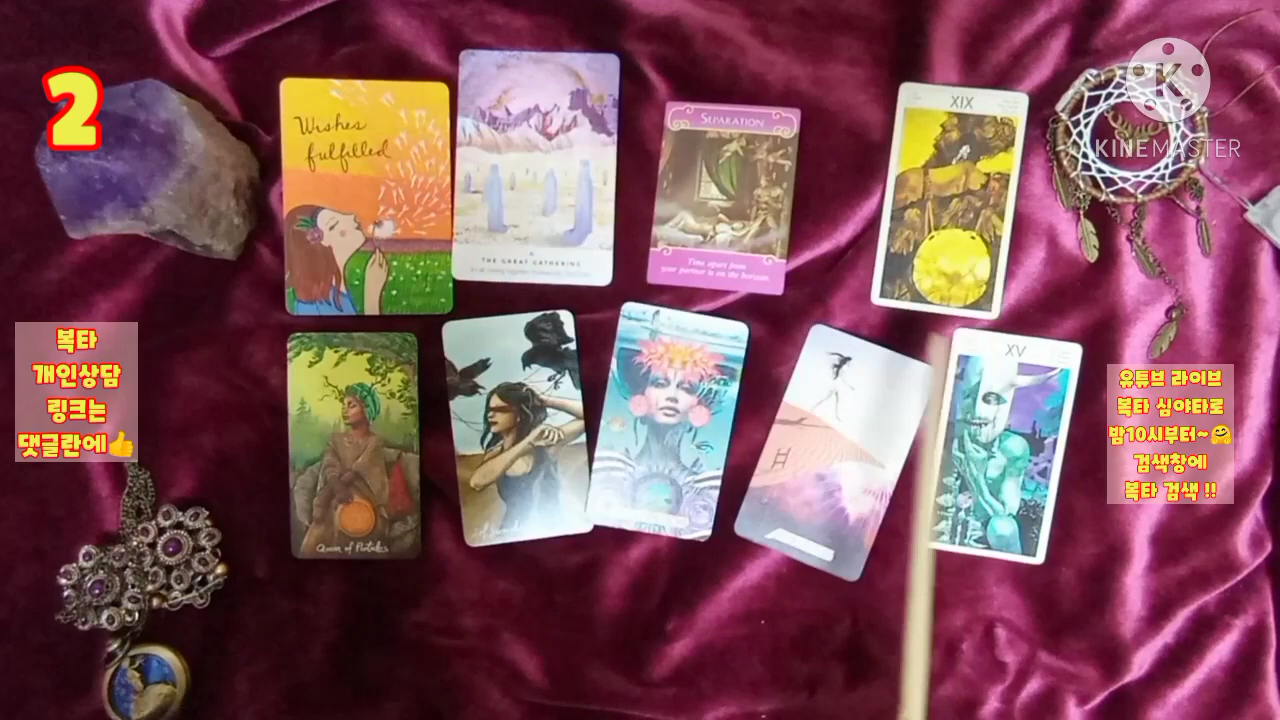 2
Wishes
fulfilled
THE GREAT GATHERING
SEPARATION
Time apart from
your partner is on the horizon.
XIX
KINEMASTER
복타
개인상담
링크는
댓글란에👍
Queen of Pentacles
XV
유튜브 라이브
복타 심야타로
밤10시부터~🤗
검색창에
복타 검색 !!